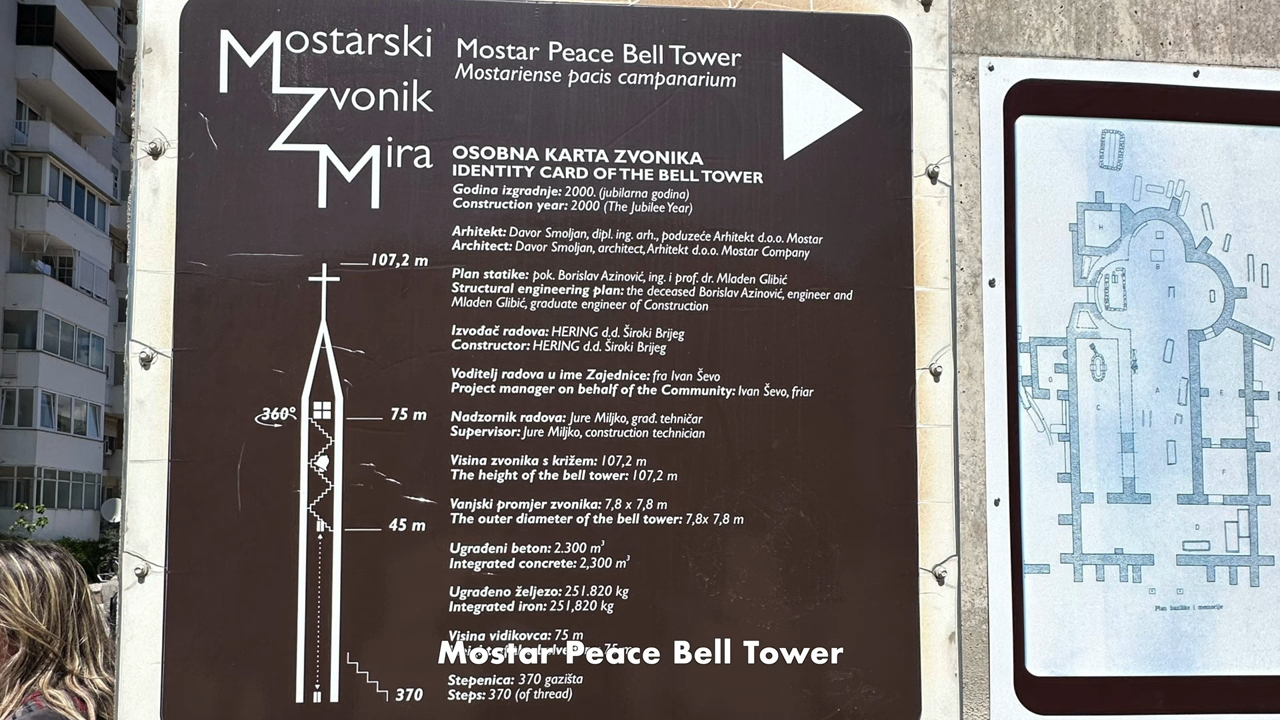 Mostarski
Zvonik
Mira
Mostar Peace Bell Tower
Mostariense pacis campanarium
OSOBNA KARTA ZVONIKA
IDENTITY CARD OF THE BELL TOWER
Godina izgradnje: 2000. (jubilarna godina)
Construction year: 2000 (The Jubilee Year)
Arhitekt: Davor Smoljan, dipl. ing. arh., poduzeće Arhitekt d.o.o. Mostar
Architect: Davor Smoljan, architect, Arhitekt d.o.o. Mostar Company
Plan statike: pok. Borislav Azinović, ing. i prof. dr. Mladen Glibić
Structural engineering plan: the deceased Borislav Azinović, engineer and
Mladen Glibić, graduate engineer of Construction
Izvođač radova: HERING d.d. Široki Brijeg
Constructor: HERING d.d. Široki Brijeg
Voditelj radova u ime Zajednice: fra Ivan Ševo
Project manager on behalf of the Community: Ivan Ševo, friar
Nadzornik radova: Jure Miljko, građ. tehničar
Supervisor: Jure Miljko, construction technician
Visina zvonika s križem: 107,2 m
The height of the bell tower: 107,2 m
Vanjski promjer zvonika: 7,8 x 7,8 m
The outer diameter of the bell tower: 7,8x 7,8 m
Ugrađeni beton: 2.300 m³
Integrated concrete: 2,300 m³
Ugrađeno željezo: 251.820 kg
Integrated iron: 251,820 kg
Visina vidikovca: 75 m
Mostar Peace Bell Tower
Stepenica: 370 gazišta
Steps: 370 (of thread)
107,2 m
360°
75 m
45 m
370
Plan bazilike i memorije